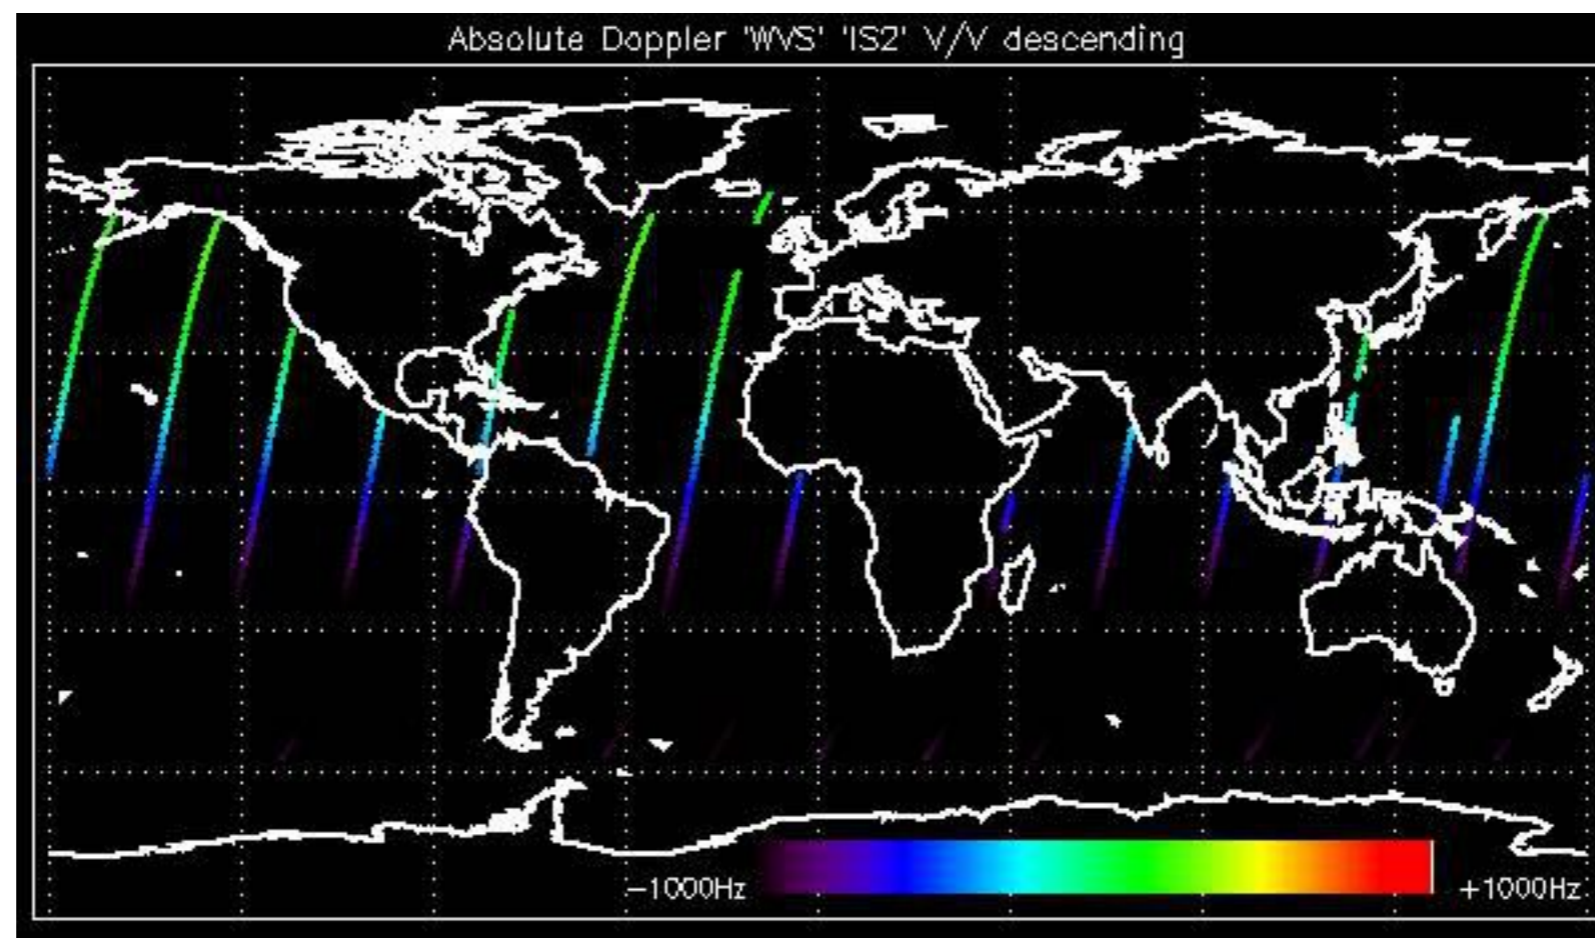 Absolute Doppler 'WVS' 'IS2' V/V descending
−1000Hz
+1000Hz